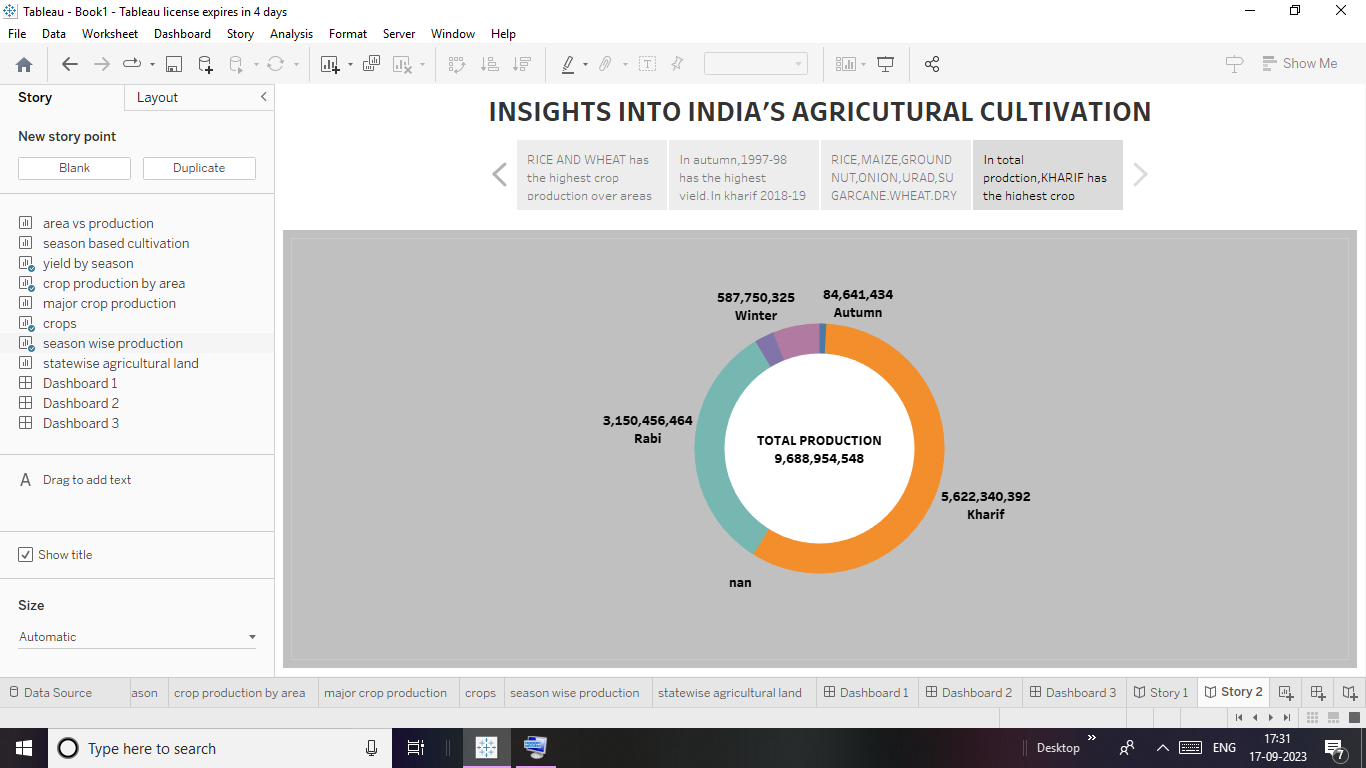 Tableau - Book1 - Tableau license expires in 4 days
File Data Worksheet Dashboard Story Analysis Format Server Window Help
Show Me
Story Layout
New story point
Blank Duplicate
area vs production
season based cultivation
yield by season
crop production by area
major crop production
crops
season wise production
statewise agricultural land
Dashboard 1
Dashboard 2
Dashboard 3
A Drag to add text
Show title
Size
Automatic
INSIGHTS INTO INDIA’S AGRICUTURAL CULTIVATION
RICE AND WHEAT has
the highest crop
production over areas
In autumn,1997-98
has the highest
yield.In kharif 2018-19
RICE,MAIZE,GROUND
NUT,ONION,URAD,SU
GARCANE,WHEAT,DRY
In total
prodction,KHARIF has
the highest crop
587,750,325
Winter
84,641,434
Autumn
3,150,456,464
Rabi
TOTAL PRODUCTION
9,688,954,548
5,622,340,392
Kharif
nan
Data Source ason crop production by area major crop production crops season wise production statewise agricultural land Dashboard 1 Dashboard 2 Dashboard 3 Story 1 Story 2
Type here to search
Desktop
ENG
17:31
17-09-2023
7